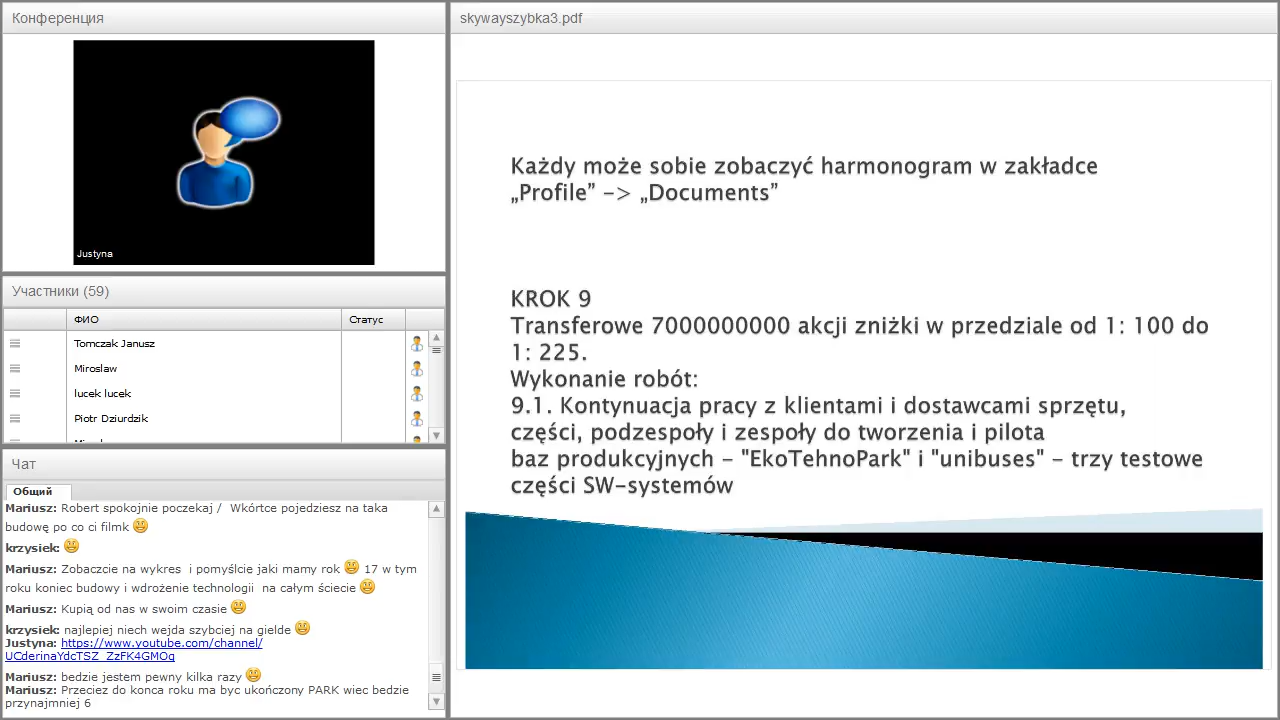 Конференция
Justyna
Участники (59)
ФИО
Статус
Tomczak Janusz
Miroslaw
lucek lucek
Piotr Dziurdzik
Чат
Общий
Mariusz: Robert spokojnie poczekaj / Wkórtce pojedziesz na taka
budowę po co ci filmk
krzysiek:
Mariusz: Zobaczcie na wykres i pomyślcie jaki mamy rok 17 w tym
roku koniec budowy i wdrożenie technologii na całym ściecie
Mariusz: Kupią od nas w swoim czasie
krzysiek: najlepiej niech wejda szybciej na gielde
Justyna: https://www.youtube.com/channel/
UCderinaYdcTSZ_ZzFK4GMOg
Mariusz: bedzie jestem pewny kilka razy
Mariusz: Przeciez do konca roku ma byc ukończony PARK wiec bedzie
przynajmniej 6
skywayszybka3.pdf
Każdy może sobie zobaczyć harmonogram w zakładce
„Profile” -> „Documents”
KROK 9
Transferowe 7000000000 akcji zniżki w przedziale od 1: 100 do
1: 225.
Wykonanie robót:
9.1. Kontynuacja pracy z klientami i dostawcami sprzętu,
części, podzespoły i zespoły do tworzenia i pilota
baz produkcyjnych - "EkoTehnoPark" i "unibuses" - trzy testowe
części SW-systemów